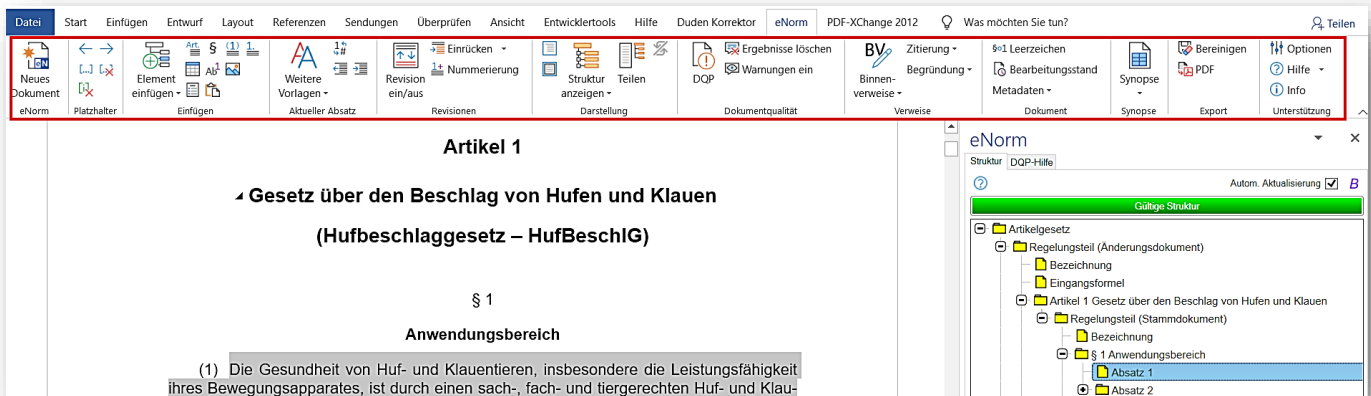 Datei Start Einfügen Entwurf Layout Referenzen Sendungen Überprüfen Ansicht Entwicklertools Hilfe Duden Korrektor eNorm PDF-XChange 2012 Was möchten Sie tun? Teilen
Neues Dokument
eNorm
Platzhalter
Element einfügen
Art. § (1) 1.
Ab¹
Einfügen
Weitere Vorlagen
Aktueller Absatz
Revision ein/aus
Einrücken
Nummerierung
Revisionen
Struktur anzeigen
Teilen
Darstellung
DQP
Ergebnisse löschen
Warnungen ein
Dokumentqualität
BV
Binnen-
verweise
Zitierung
Begründung
Verweise
Leerzeichen
Bearbeitungsstand
Metadaten
Dokument
Synopse
Synopse
Bereinigen
PDF
Export
Optionen
Hilfe
Info
Unterstützung
Artikel 1
Gesetz über den Beschlag von Hufen und Klauen
(Hufbeschlaggesetz – HufBeschlG)
§ 1
Anwendungsbereich
(1) Die Gesundheit von Huf- und Klauentieren, insbesondere die Leistungsfähigkeit
ihres Bewegungsapparates, ist durch einen sach-, fach- und tiergerechten Huf- und Klau-
eNorm
Struktur DQP-Hilfe
Autom. Aktualisierung B
Gültige Struktur
Artikelgesetz
Regelungsteil (Änderungsdokument)
Bezeichnung
Eingangsformel
Artikel 1 Gesetz über den Beschlag von Hufen und Klauen
Regelungsteil (Stammdokument)
Bezeichnung
§ 1 Anwendungsbereich
Absatz 1
Absatz 2